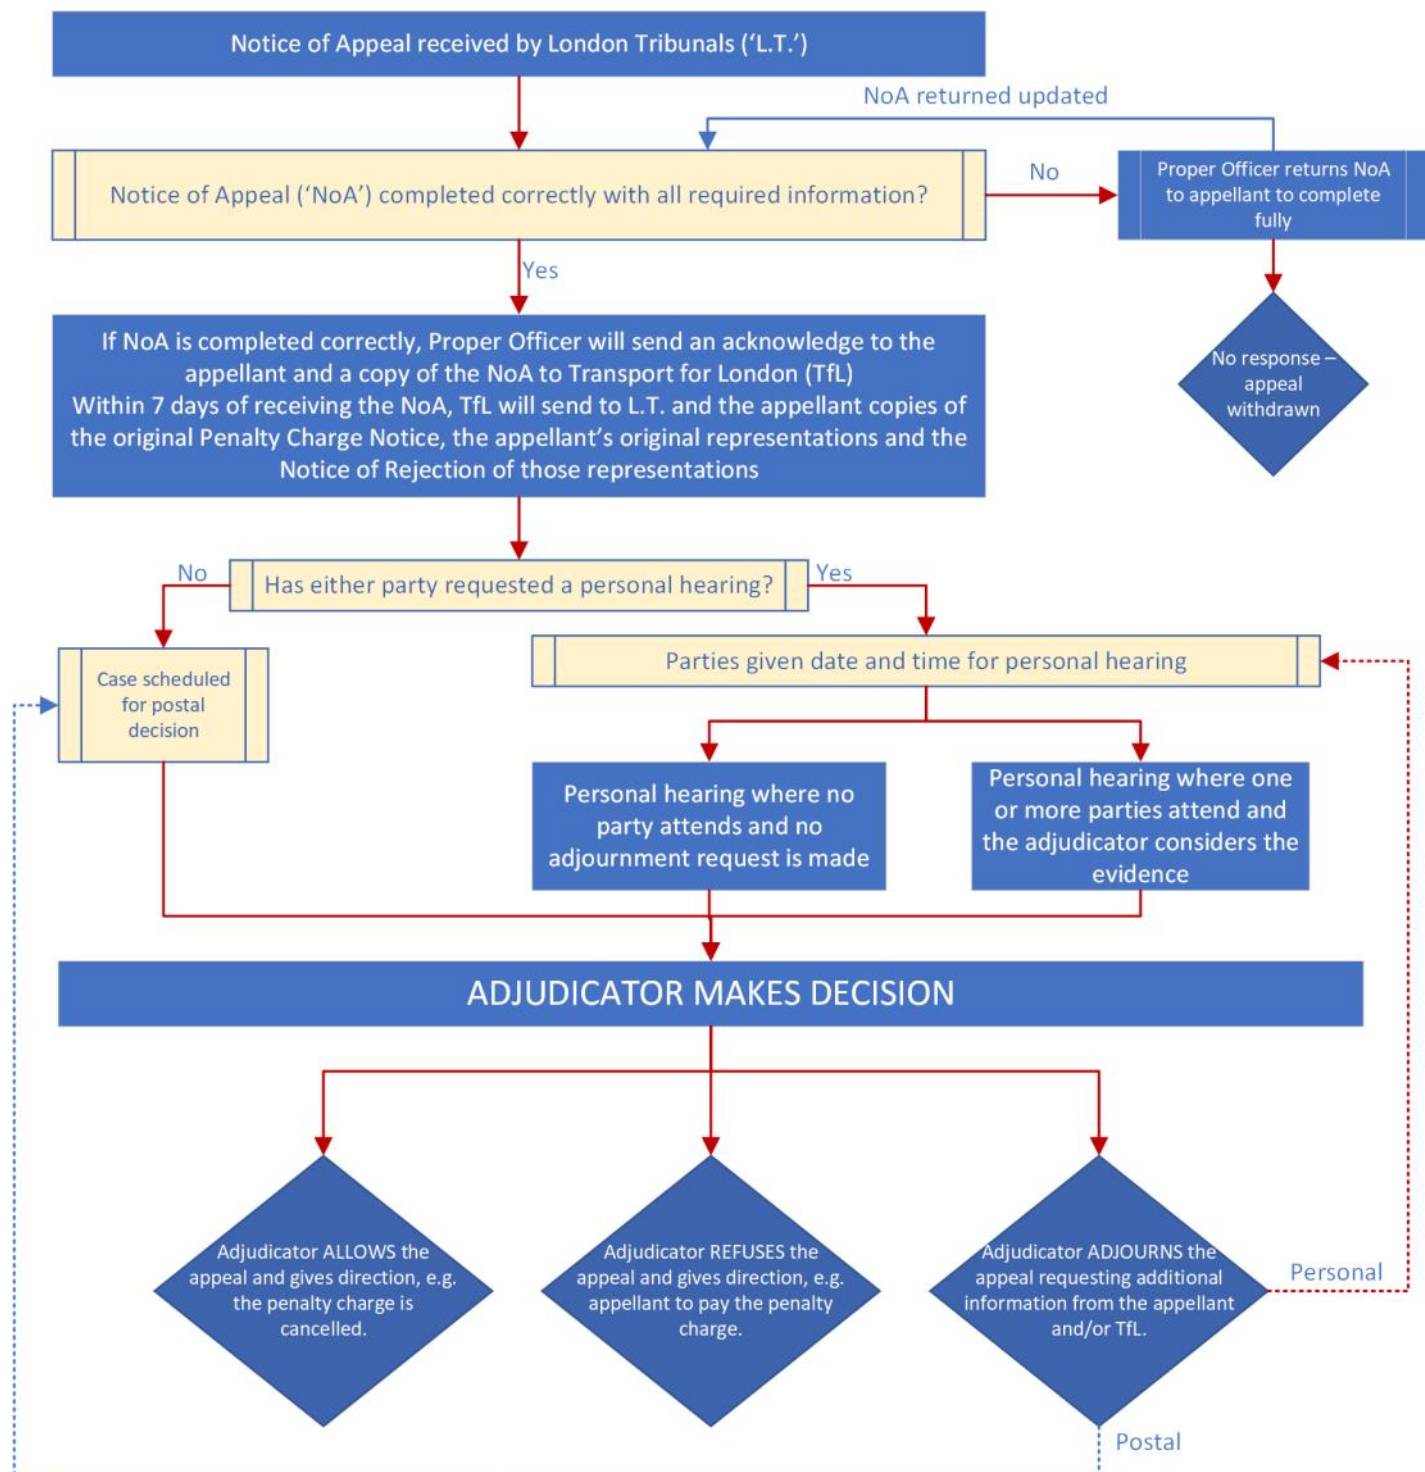 Notice of Appeal received by London Tribunals (‘L.T.’)
NoA returned updated
Notice of Appeal (‘NoA’) completed correctly with all required information?
No
Proper Officer returns NoA
to appellant to complete
fully
Yes
No response –
appeal
withdrawn
If NoA is completed correctly, Proper Officer will send an acknowledge to the
appellant and a copy of the NoA to Transport for London (TfL)
Within 7 days of receiving the NoA, TfL will send to L.T. and the appellant copies of
the original Penalty Charge Notice, the appellant’s original representations and the
Notice of Rejection of those representations
No
Has either party requested a personal hearing?
Yes
Case scheduled
for postal
decision
Parties given date and time for personal hearing
Personal hearing where no
party attends and no
adjournment request is made
Personal hearing where one
or more parties attend and
the adjudicator considers the
evidence
ADJUDICATOR MAKES DECISION
Adjudicator ALLOWS the
appeal and gives direction, e.g.
the penalty charge is
cancelled.
Adjudicator REFUSES the
appeal and gives direction, e.g.
appellant to pay the penalty
charge.
Adjudicator ADJOURNS the
appeal requesting additional
information from the appellant
and/or TfL.
Personal
Postal